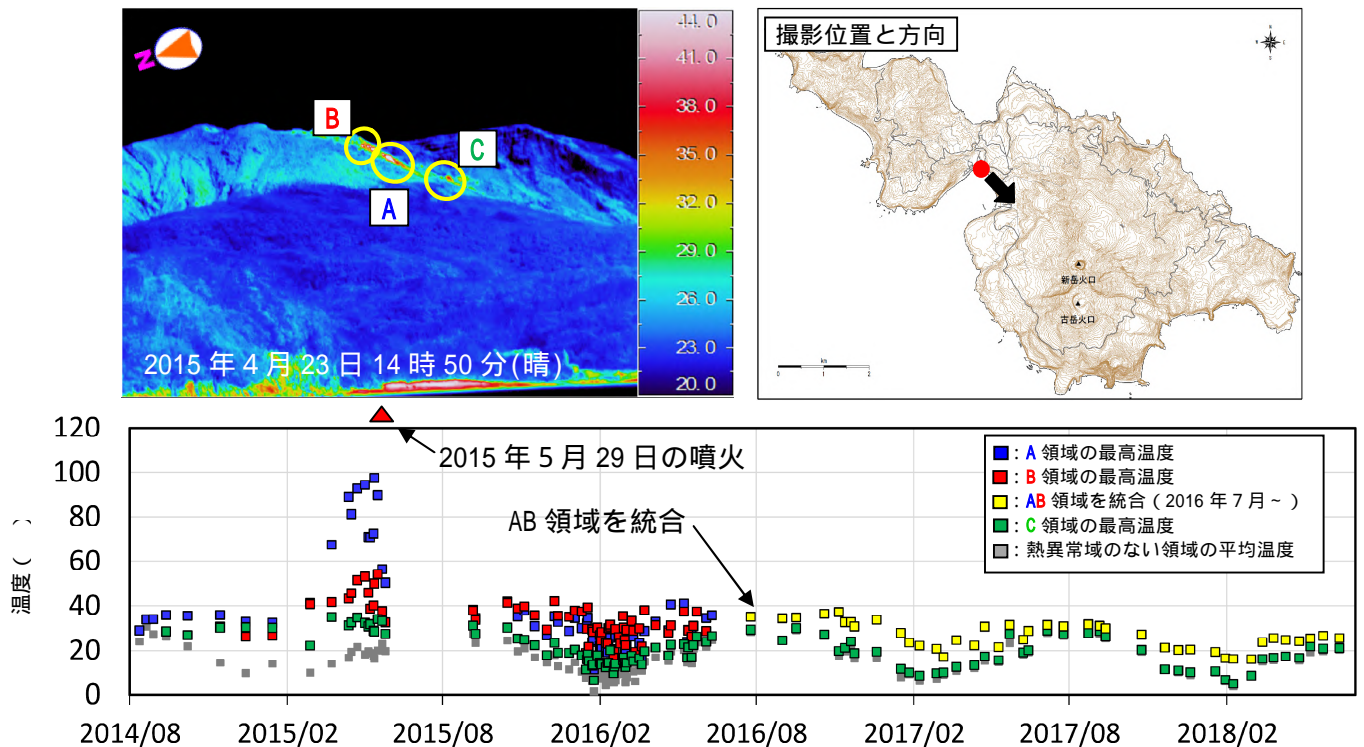 N
B
C
A
2015 年 4 月 23 日 14 時 50 分(晴)
44.0
41.0
38.0
35.0
32.0
29.0
26.0
23.0
20.0
撮影位置と方向
新岳火口
古岳火口
km
0 1 2
2015 年 5 月 29 日の噴火
AB 領域を統合
: A 領域の最高温度
: B 領域の最高温度
: AB 領域を統合 ( 2016 年 7 月 ~ )
: C 領域の最高温度
: 熱異常域のない領域の平均温度
温度 ( )
120
100
80
60
40
20
0
2014/08 2015/02 2015/08 2016/02 2016/08 2017/02 2017/08 2018/02